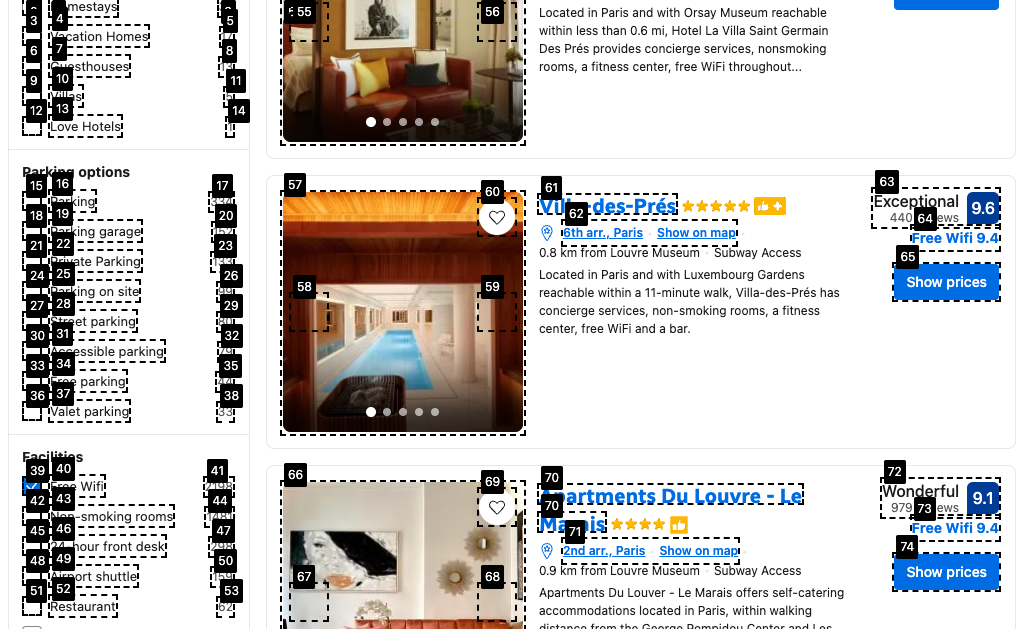 3
4
5
Vacation Homes
6
7
8
Guesthouses
9
10
11
Villas
12
13
14
Love Hotels
1
Parking options
15
16
17
Parking
18
19
20
Parking garage
21
22
23
Private Parking
24
25
26
Parking on site
27
28
29
Street parking
30
31
32
Accessible parking
33
34
35
Free parking
36
37
38
Valet parking
33
Facilities
39
40
41
Free Wifi
42
43
44
Non-smoking rooms
45
46
47
24-hour front desk
48
49
50
Airport shuttle
51
52
53
Restaurant
62
55
56
Located in Paris and with Orsay Museum reachable
within less than 0.6 mi, Hotel La Villa Saint Germain
Des Prés provides concierge services, nonsmoking
rooms, a fitness center, free WiFi throughout...
57
58
59
60
61
Villa-des-Prés
62
6th arr., Paris Show on map
0.8 km from Louvre Museum Subway Access
Located in Paris and with Luxembourg Gardens
reachable within a 11-minute walk, Villa-des-Prés has
concierge services, non-smoking rooms, a fitness
center, free WiFi and a bar.
63
Exceptional
9.6
440
64
Free Wifi 9.4
65
Show prices
66
67
68
69
70
Apartments Du Louvre - Le
70
Marais
71
2nd arr., Paris Show on map
0.9 km from Louvre Museum Subway Access
Apartments Du Louver - Le Marais offers self-catering
accommodations located in Paris, within walking
distance from the George Pompidou Center and Les
72
Wonderful
9.1
979
73
Free Wifi 9.4
74
Show prices